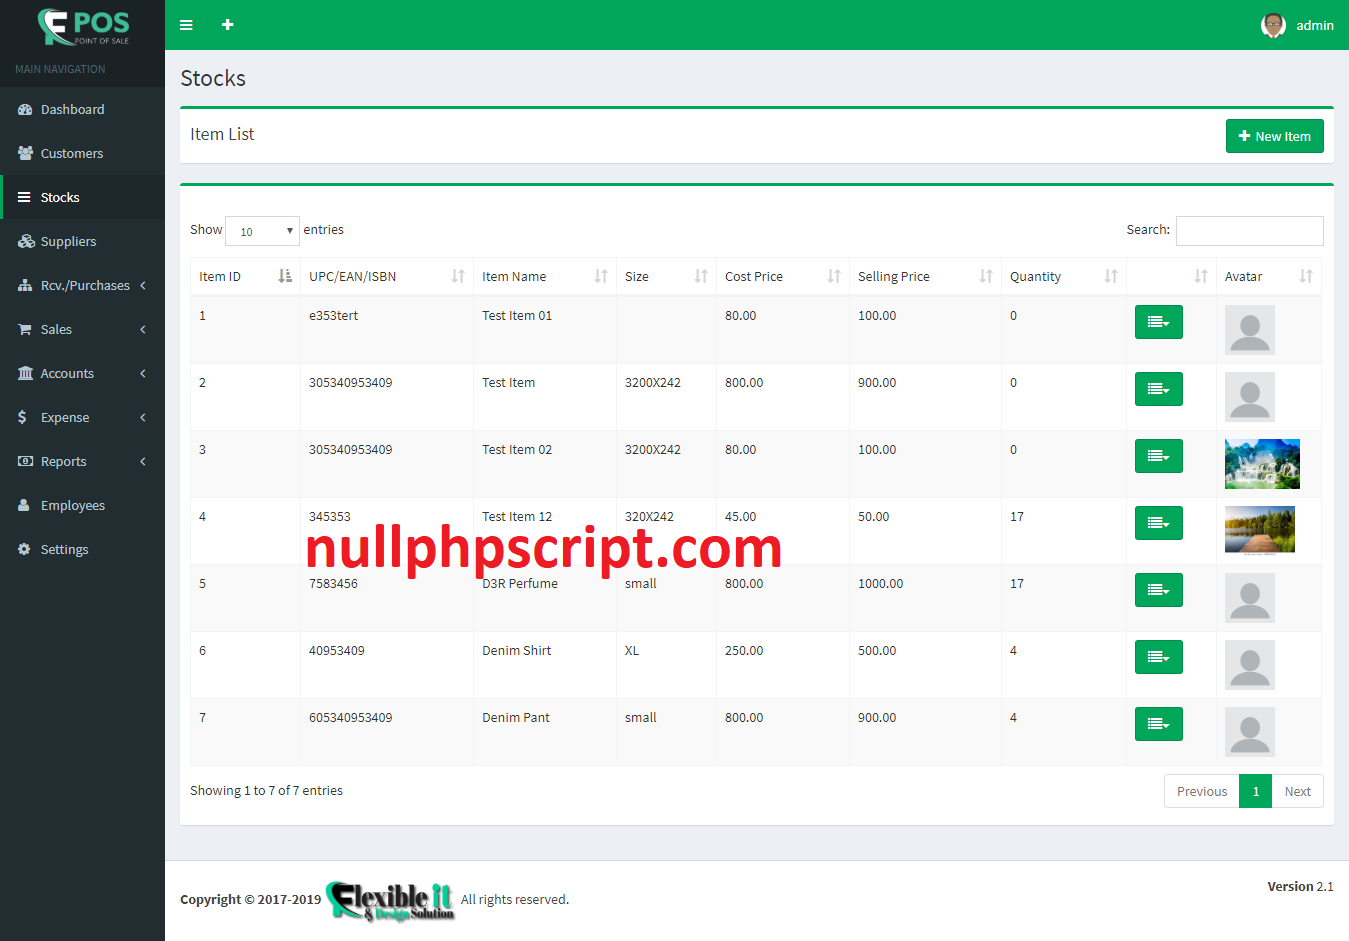 POS
POINT OF SALE
admin
MAIN NAVIGATION
Dashboard
Customers
Stocks
Suppliers
Rcv./Purchases
Sales
Accounts
Expense
Reports
Employees
Settings
Stocks
Item List
New Item
Show 10 entries
Search:
Item ID UPC/EAN/ISBN Item Name Size Cost Price Selling Price Quantity Avatar
1 e353tert Test Item 01 80.00 100.00 0
2 305340953409 Test Item 3200X242 800.00 900.00 0
3 305340953409 Test Item 02 3200X242 80.00 100.00 0
4 345353 Test Item 12 320X242 45.00 50.00 17
nullphpscript.com
5 7583456 D3R Perfume small 800.00 1000.00 17
6 40953409 Denim Shirt XL 250.00 500.00 4
7 605340953409 Denim Pant small 800.00 900.00 4
Showing 1 to 7 of 7 entries
Previous 1 Next
Copyright © 2017-2019 Flexible it & Design Solution All rights reserved.
Version 2.1